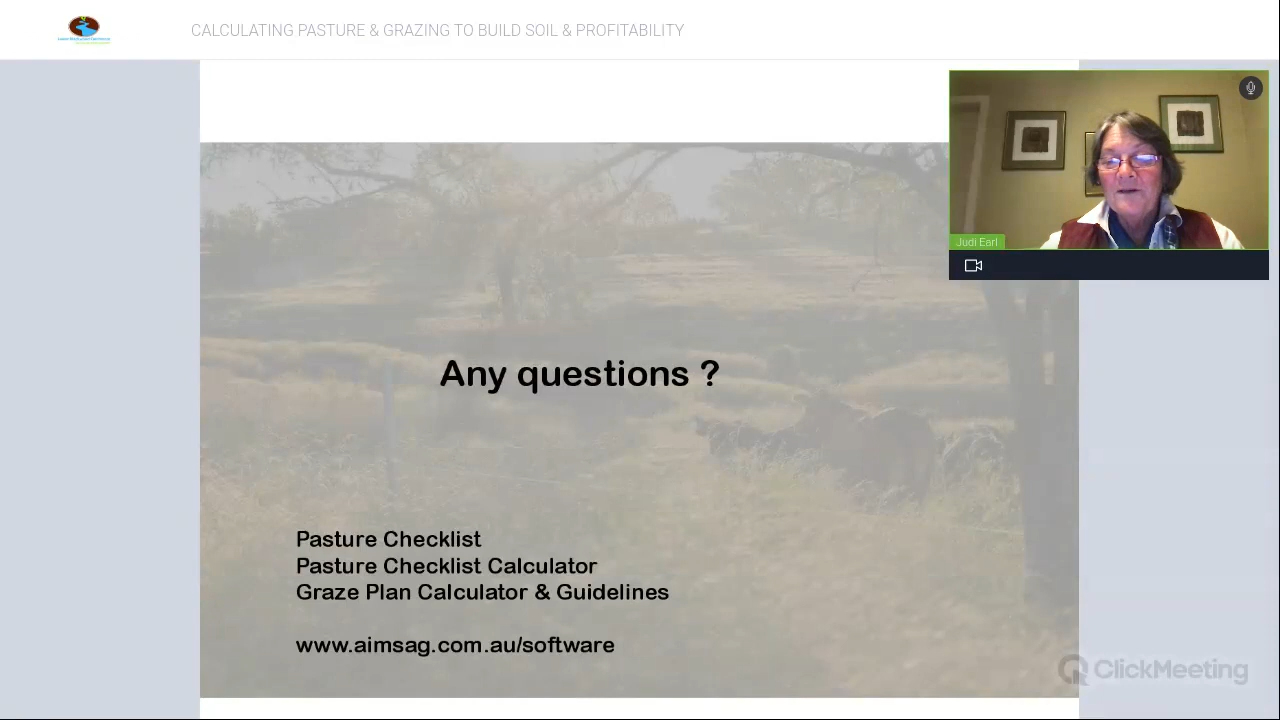 CALCULATING PASTURE & GRAZING TO BUILD SOIL & PROFITABILITY
Judi Earl
Any questions ?
Pasture Checklist
Pasture Checklist Calculator
Graze Plan Calculator & Guidelines
www.aimsag.com.au/software
ClickMeeting